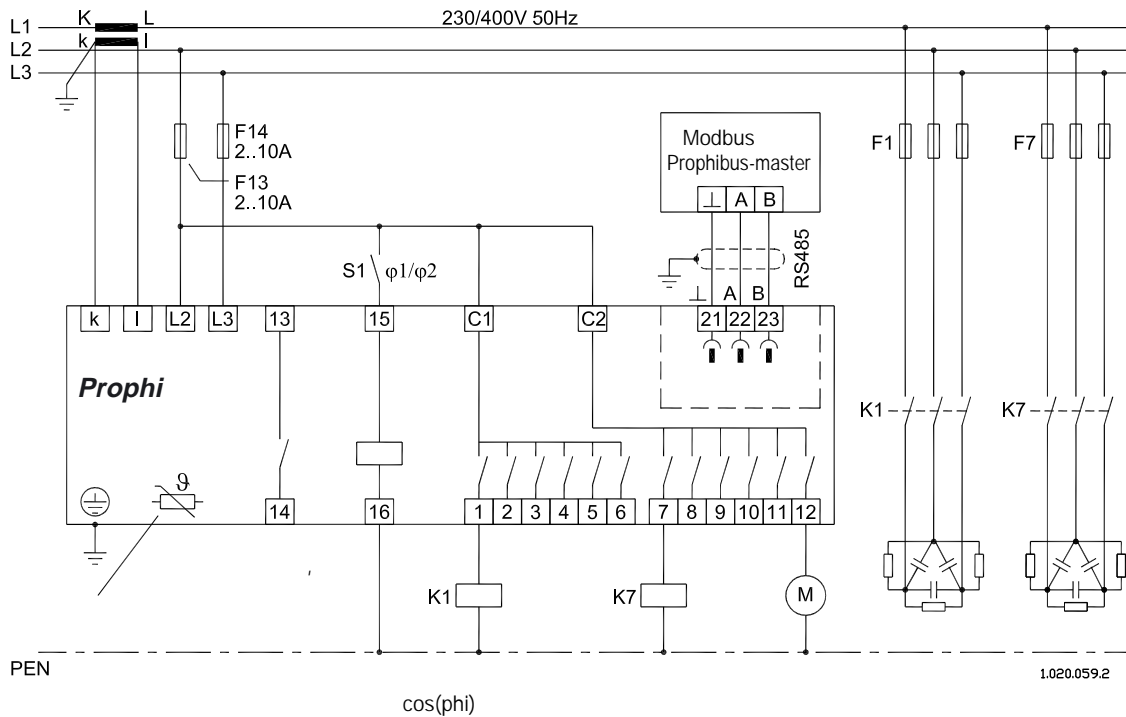 K L 230/400V 50Hz
L1
k l
L2
L3
F14
2..10A
F13
2..10A
Modbus
Prophibus-master
⊥ A B
RS485
F1 F7
S1 φ1/φ2
⊥ A B
k l L2 L3 13 15 C1 C2 21 22 23
Prophi
K1 K7
ϑ
14 16 1 2 3 4 5 6 7 8 9 10 11 12
K1 K7 M
PEN
1.020.059.2
cos(phi)